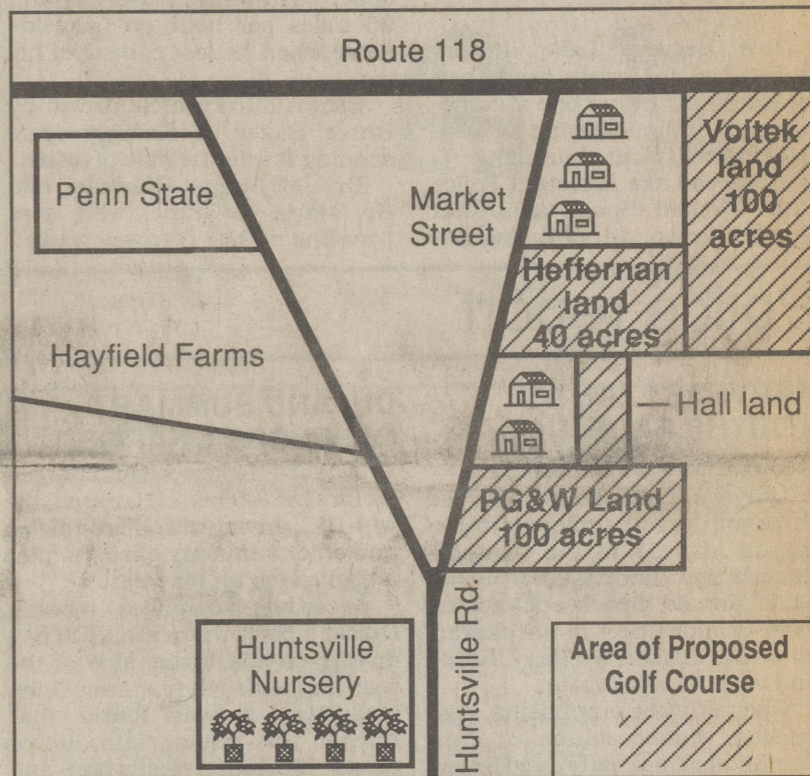 Route 118
Penn State
Market
Street
Voitek
land
100
acres
Heffernan
land
40 acres
Hayfield Farms
Hall land
PG&W Land
100 acres
Huntsville Rd.
Huntsville
Nursery
Area of Proposed
Golf Course